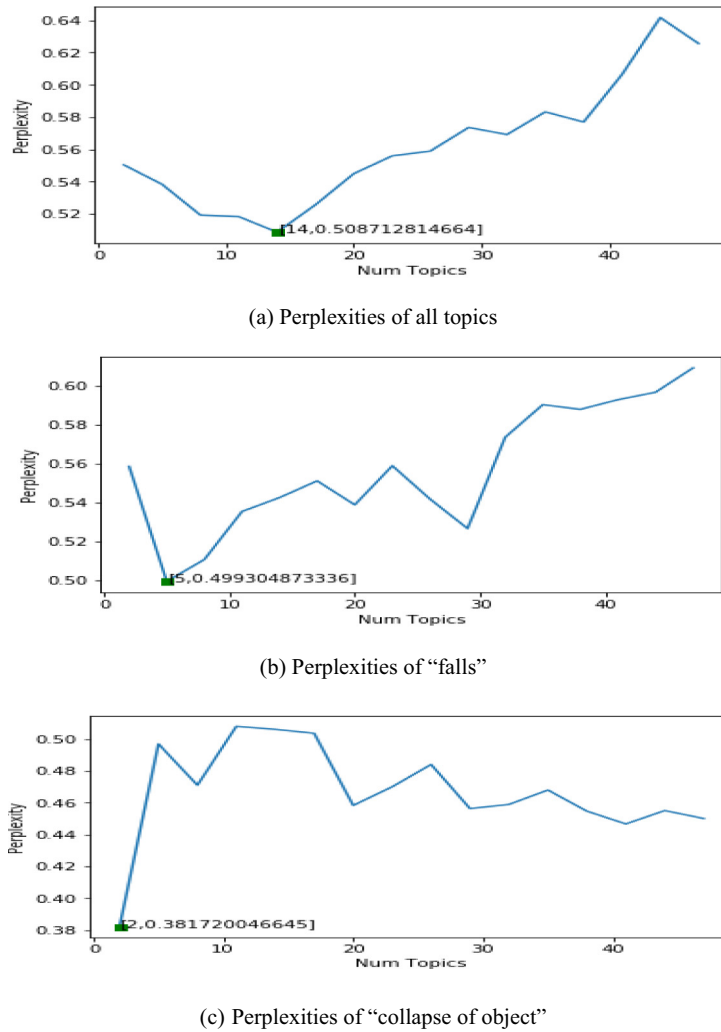 0.64
0.62
0.60
0.58
0.56
0.54
0.52
Perplexity
[14,0.508712814664]
0 10 20 30 40
Num Topics
(a) Perplexities of all topics
0.60
0.58
0.56
0.54
0.52
0.50
Perplexity
[5,0.499304873336]
0 10 20 30 40
Num Topics
(b) Perplexities of “falls”
0.50
0.48
0.46
0.44
0.42
0.40
0.38
Perplexity
[2,0.381720046645]
0 10 20 30 40
Num Topics
(c) Perplexities of “collapse of object”